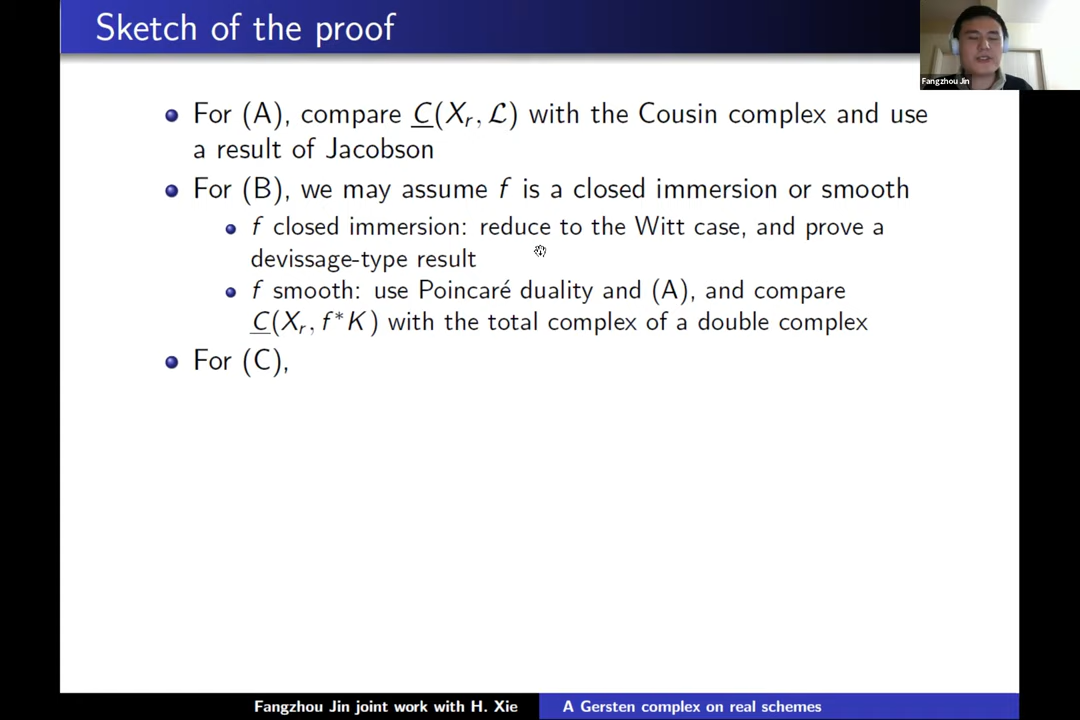 Sketch of the proof
Fangzhou Jin
For (A), compare C(Xr, ℒ) with the Cousin complex and use
a result of Jacobson
For (B), we may assume f is a closed immersion or smooth
f closed immersion: reduce to the Witt case, and prove a
devissage-type result
f smooth: use Poincaré duality and (A), and compare
C(Xr, f*K) with the total complex of a double complex
For (C),
Fangzhou Jin joint work with H. Xie
A Gersten complex on real schemes